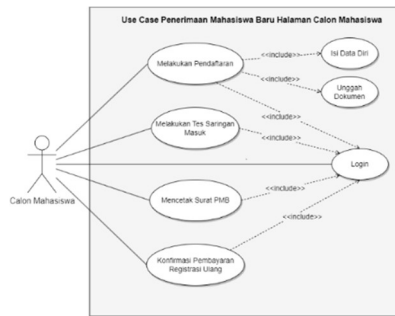 Use Case Penerimaan Mahasiswa Baru Halaman Calon Mahasiswa
Melakukan Pendaftaran
<<include>>
Isi Data Diri
<<include>>
Unggah
Dokumen
<<include>>
Melakukan Tes Saringan
Masuk
<<include>>
Login
Calon Mahasiswa
Mencetak Surat PMB
<<include>>
<<include>>
Konfirmasi Pembayaran
Registrasi Ulang